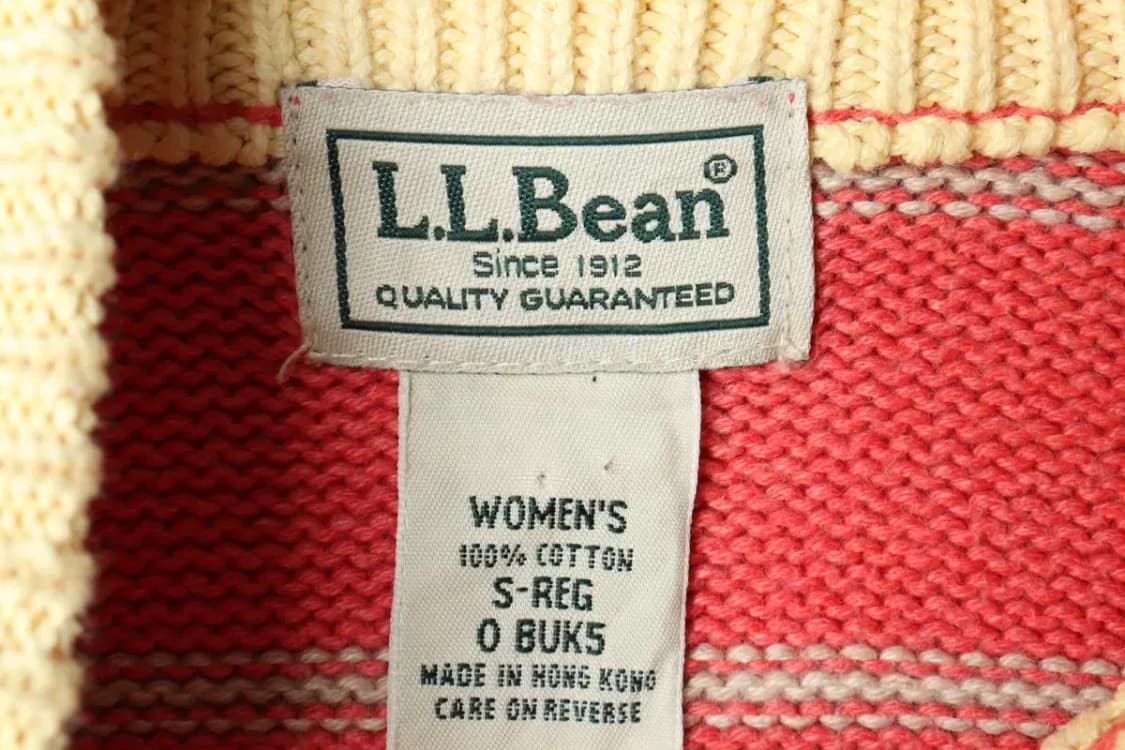 L.L.Bean®
Since 1912
QUALITY GUARANTEED
WOMEN'S
100% COTTON
S-REG
0 BUK5
MADE IN HONG KONG
CARE ON REVERSE